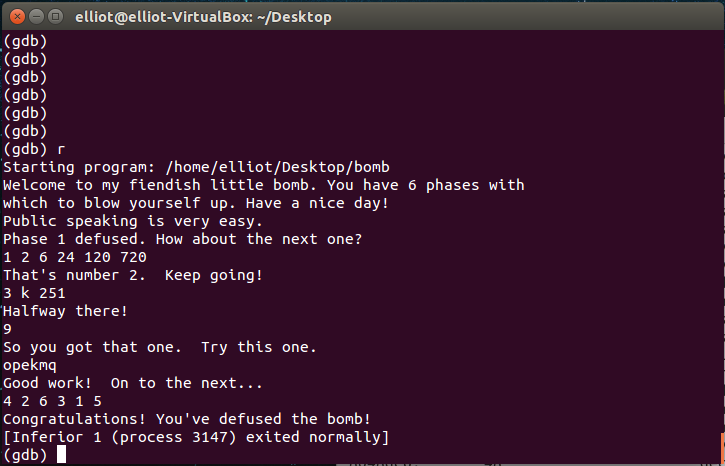 elliot@elliot-VirtualBox: ~/Desktop
(gdb)
(gdb)
(gdb)
(gdb)
(gdb)
(gdb)
(gdb) r
Starting program: /home/elliot/Desktop/bomb
Welcome to my fiendish little bomb. You have 6 phases with
which to blow yourself up. Have a nice day!
Public speaking is very easy.
Phase 1 defused. How about the next one?
1 2 6 24 120 720
That's number 2.  Keep going!
3 k 251
Halfway there!
9
So you got that one.  Try this one.
opekmq
Good work!  On to the next...
4 2 6 3 1 5
Congratulations! You've defused the bomb!
[Inferior 1 (process 3147) exited normally]
(gdb)